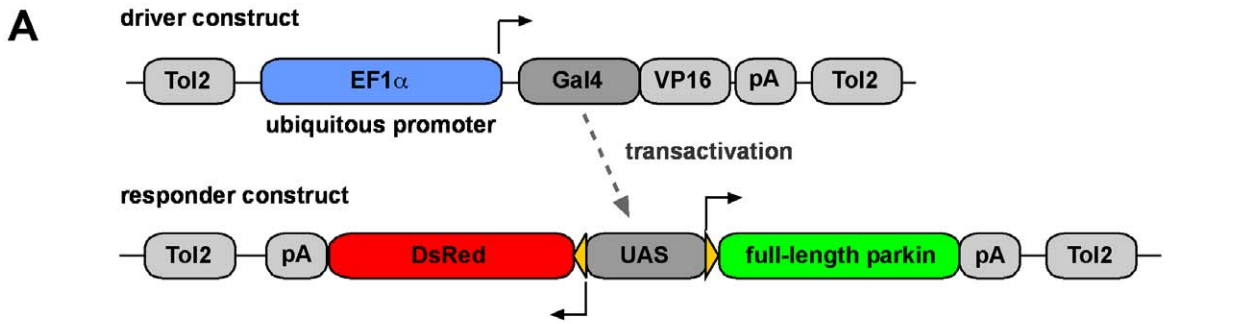 A
driver construct
Tol2 EF1α Gal4 VP16 pA Tol2
ubiquitous promoter
transactivation
responder construct
Tol2 pA DsRed UAS full-length parkin pA Tol2